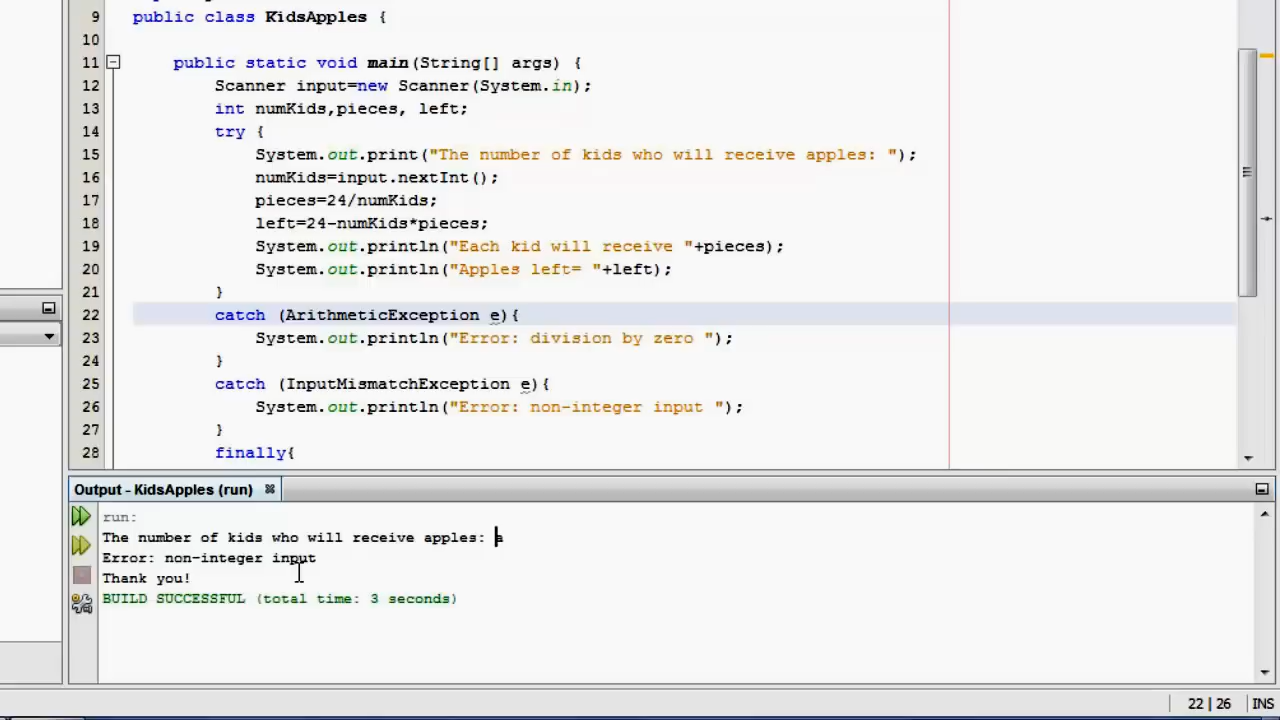 9 public class KidsApples {
10
11 public static void main(String[] args) {
12 Scanner input=new Scanner(System.in);
13 int numKids,pieces, left;
14 try {
15 System.out.print("The number of kids who will receive apples: ");
16 numKids=input.nextInt();
17 pieces=24/numKids;
18 left=24-numKids*pieces;
19 System.out.println("Each kid will receive "+pieces);
20 System.out.println("Apples left= "+left);
21 }
22 catch (ArithmeticException e){
23 System.out.println("Error: division by zero ");
24 }
25 catch (InputMismatchException e){
26 System.out.println("Error: non-integer input ");
27 }
28 finally{
Output - KidsApples (run)
run:
The number of kids who will receive apples: a
Error: non-integer input
Thank you!
BUILD SUCCESSFUL (total time: 3 seconds)
22 | 26 INS